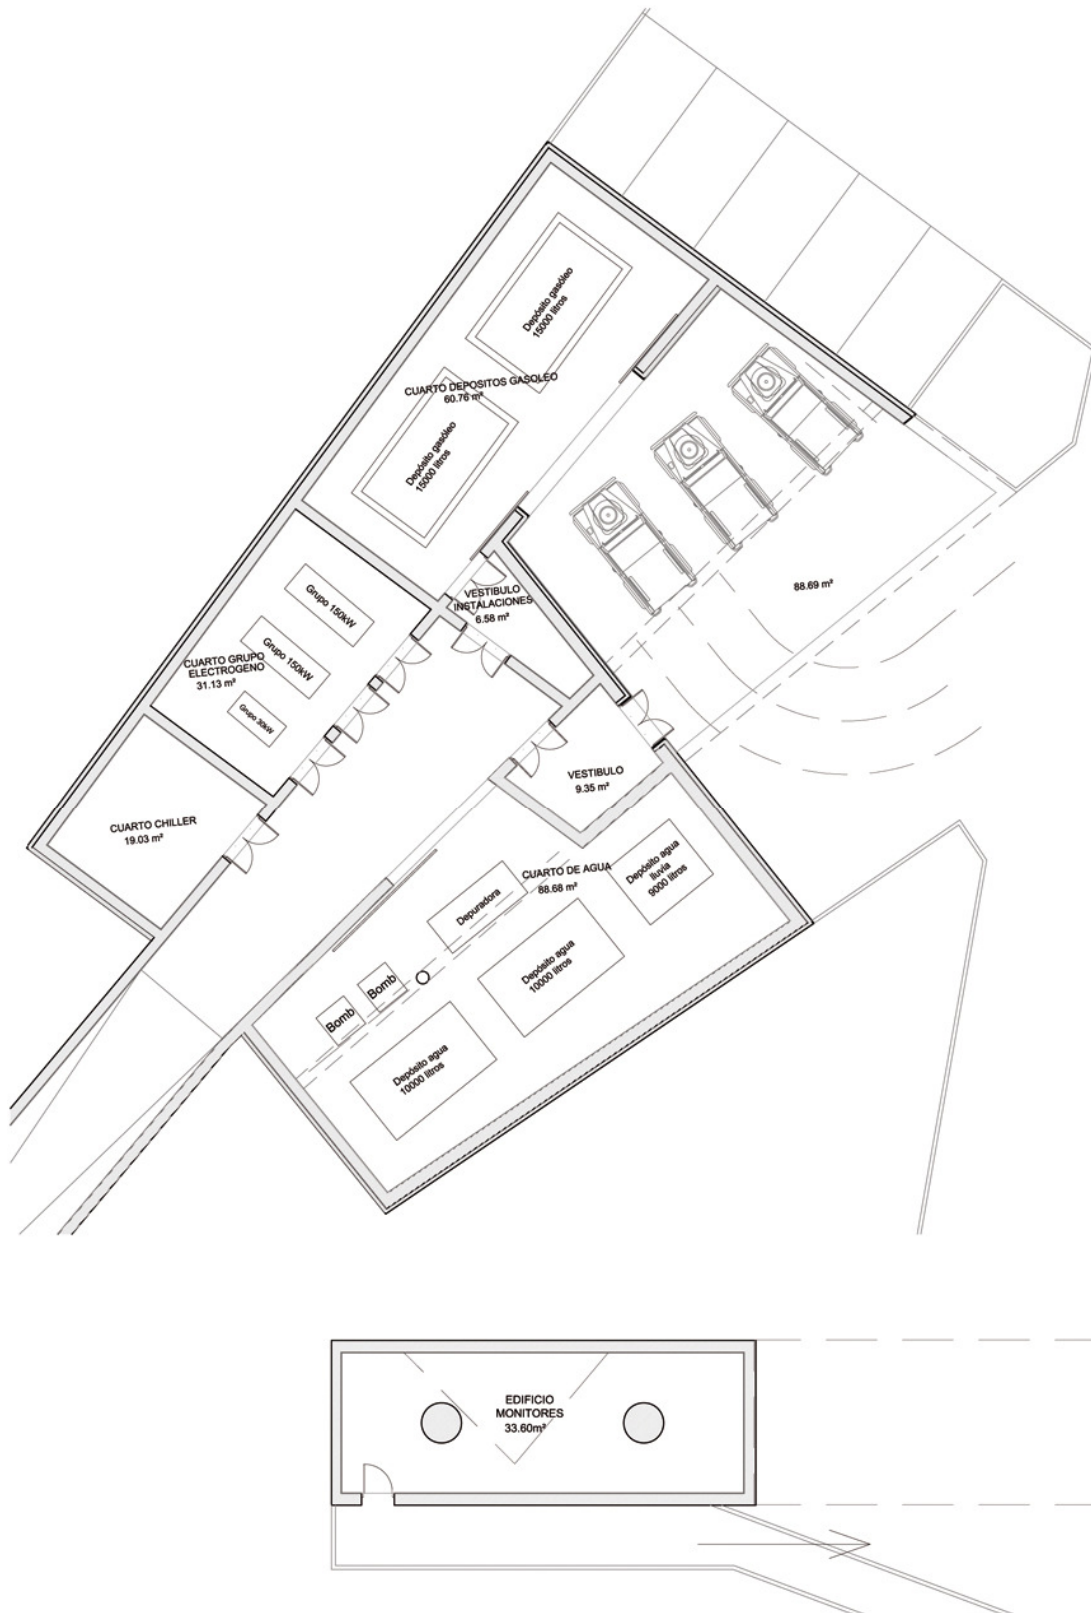 Depósito gasóleo
15000 litros
CUARTO DEPOSITOS GASOLEO
60.76 m²
Depósito gasóleo
15000 litros
88.69 m²
VESTIBULO
INSTALACIONES
6.58 m²
Grupo 150kW
Grupo 150kW
CUARTO GRUPO
ELECTROGENO
31.13 m²
Grupo 30kW
VESTIBULO
9.35 m²
CUARTO CHILLER
19.03 m²
CUARTO DE AGUA
88.68 m²
Depósito agua
lluvia
9000 litros
Depuradora
Depósito agua
10000 litros
Bomb
Bomb
Depósito agua
10000 litros
EDIFICIO
MONITORES
33.60m²